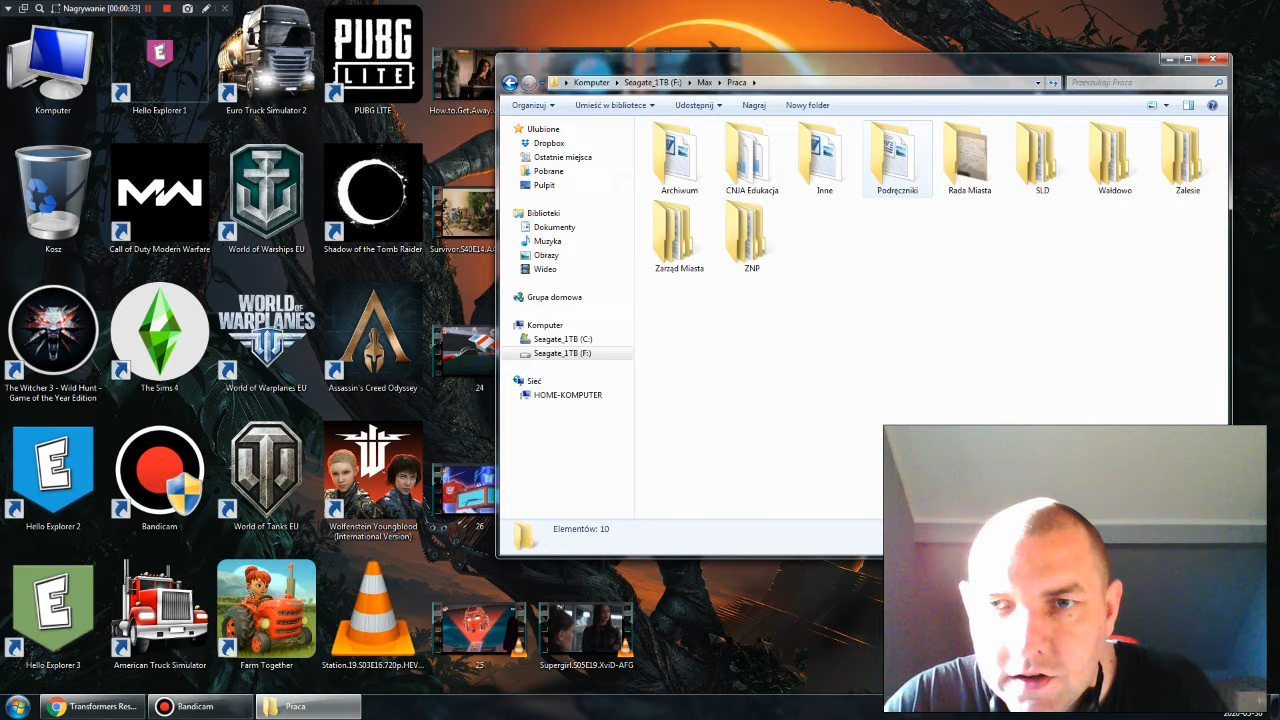 Nagrywanie [00:00:33]
Komputer
Hello Explorer 1
Euro Truck Simulator 2
PUBG
LITE
PUBG LITE
How.to.Get.Away.
Kosz
MW
Call of Duty Modern Warfare
World of Warships EU
Shadow of the Tomb Raider
Survivor.S40E14.A
The Witcher 3 - Wild Hunt -
Game of the Year Edition
The Sims 4
WORLD
OF
WARPLANES
World of Warplanes EU
Assassin's Creed Odyssey
24
E
Hello Explorer 2
Bandicam
World of Tanks EU
Wolfenstein Youngblood
(International Version)
26
E
Hello Explorer 3
American Truck Simulator
Farm Together
Station.19.S03E16.720p.HEV...
25
Supergirl.S05E19.XviD-AFG
Komputer
Seagate_1TB (F:)
Max
Praca
Przeszukaj: Praca
Organizuj
Umieść w bibliotece
Udostępnij
Nagraj
Nowy folder
Ulubione
Dropbox
Ostatnie miejsca
Pobrane
Pulpit
Biblioteki
Dokumenty
Muzyka
Obrazy
Wideo
Grupa domowa
Komputer
Seagate_1TB (C:)
Seagate_1TB (F:)
Sieć
HOME-KOMPUTER
Archiwum
CNJA Edukacja
Inne
Podręczniki
Rada Miasta
SLD
Wałdowo
Zalesie
Zarząd Miasta
ZNP
Elementów: 10
Transformers Res...
Bandicam
Praca